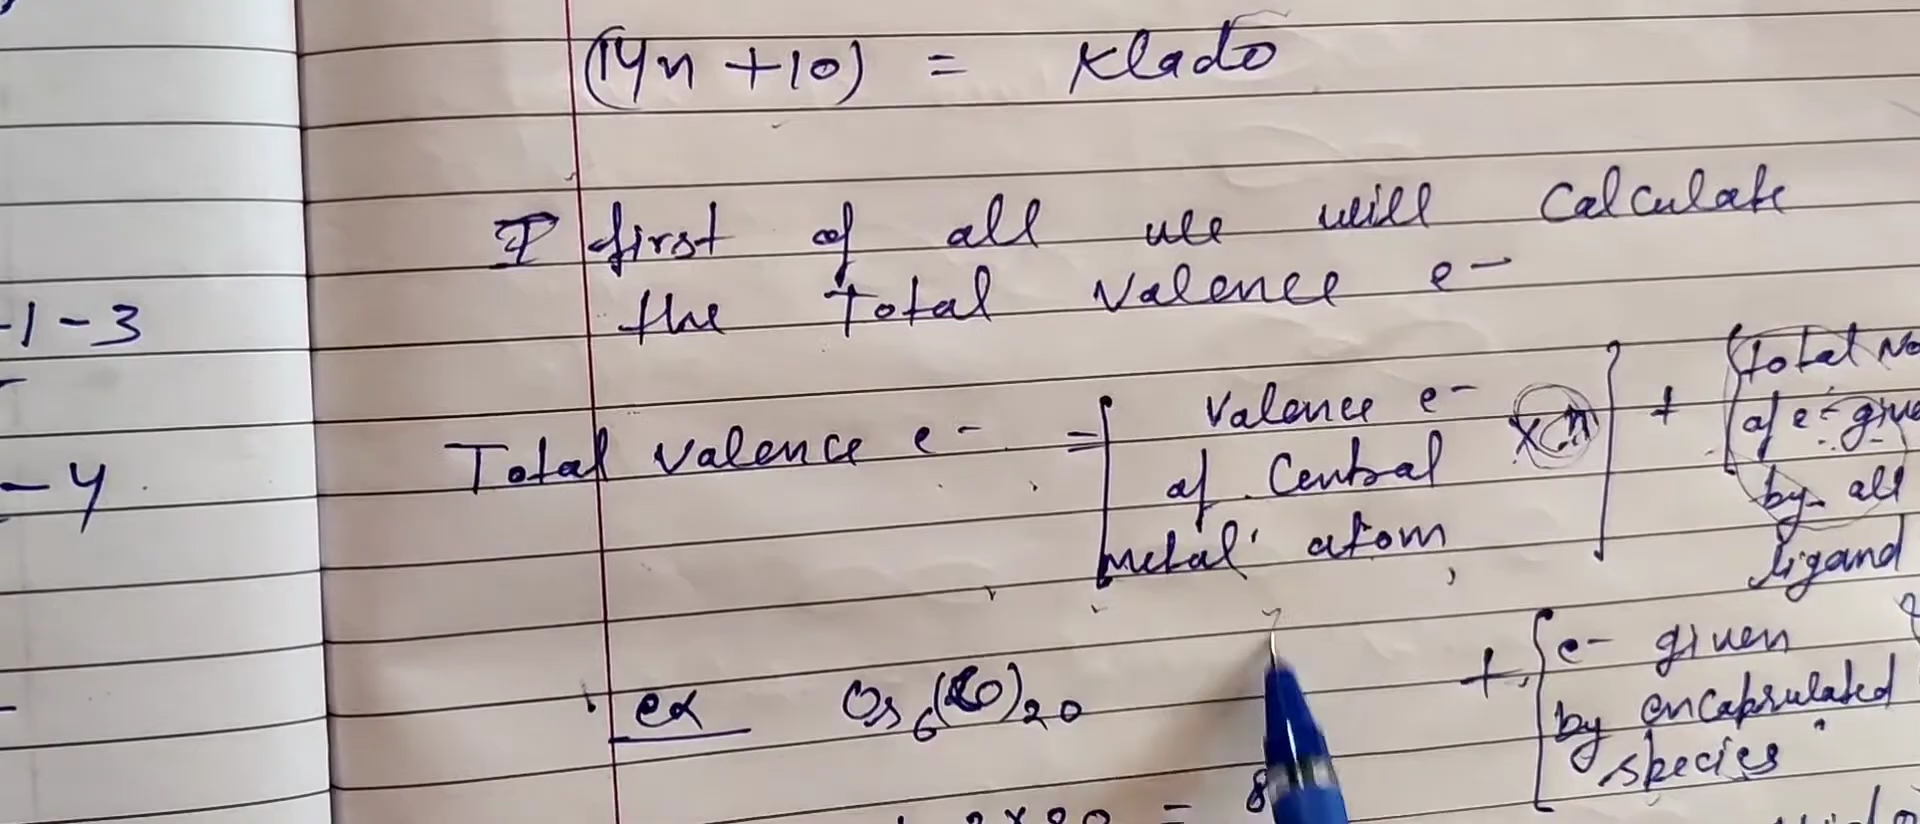 (14n + 10) = Klado
I first of all we will Calculate
the Total Valence e-
Total valence e- = [Valence e- of Central metal atom × n] + [total No
of e- give
by all
ligand
+ [e- given
by encapsulated
species
ex Os6(CO)20
-1-3
-4